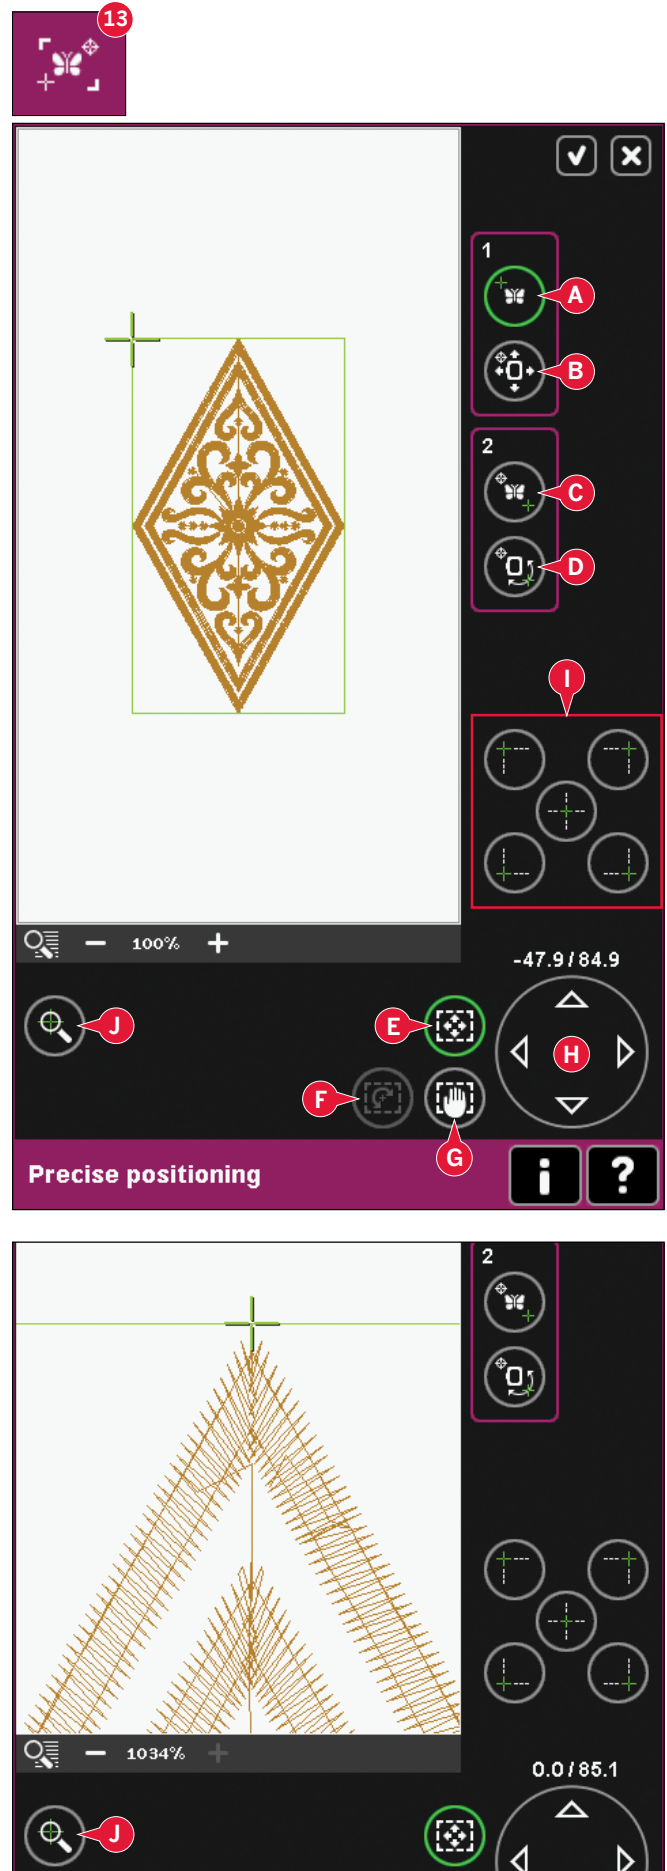 13
1
A
B
2
C
D
I
100%
-47.9/84.9
J
E
H
F
G
Precise positioning
i ?
2
1034%
0.0/85.1
J